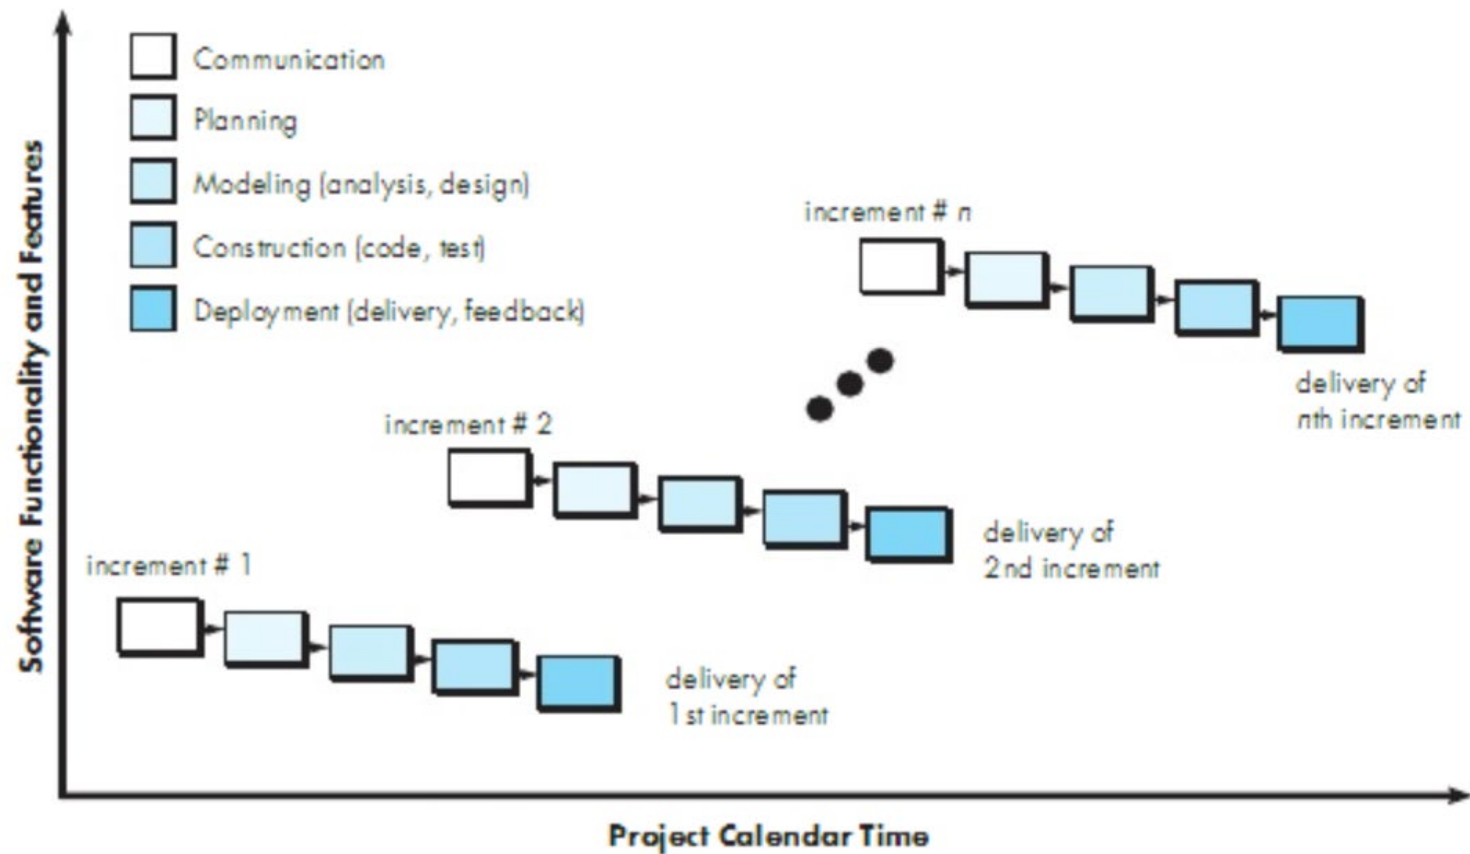 Communication
Planning
Modeling (analysis, design)
Construction (code, test)
Deployment (delivery, feedback)
Software Functionality and Features
increment # n
delivery of
nth increment
increment # 2
delivery of
2nd increment
increment # 1
delivery of
1st increment
Project Calendar Time